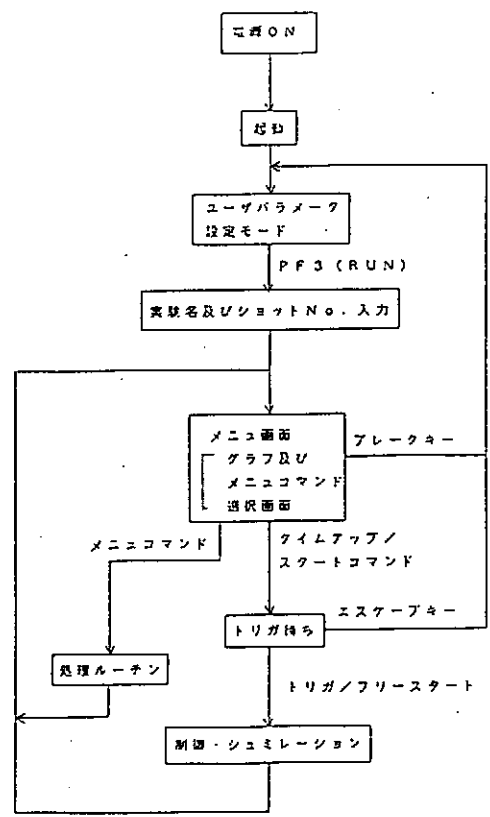 電源ON
起動
ユーザパラメータ
設定モード
PF3(RUN)
実験名及びショットNo.入力
メニュ画面
グラフ及び
メニュコマンド
選択画面
ブレークキー
メニュコマンド
タイムアップ/
スタートコマンド
トリガ待ち
エスケープキー
処理ルーチン
トリガ/フリースタート
制御・シュミレーション